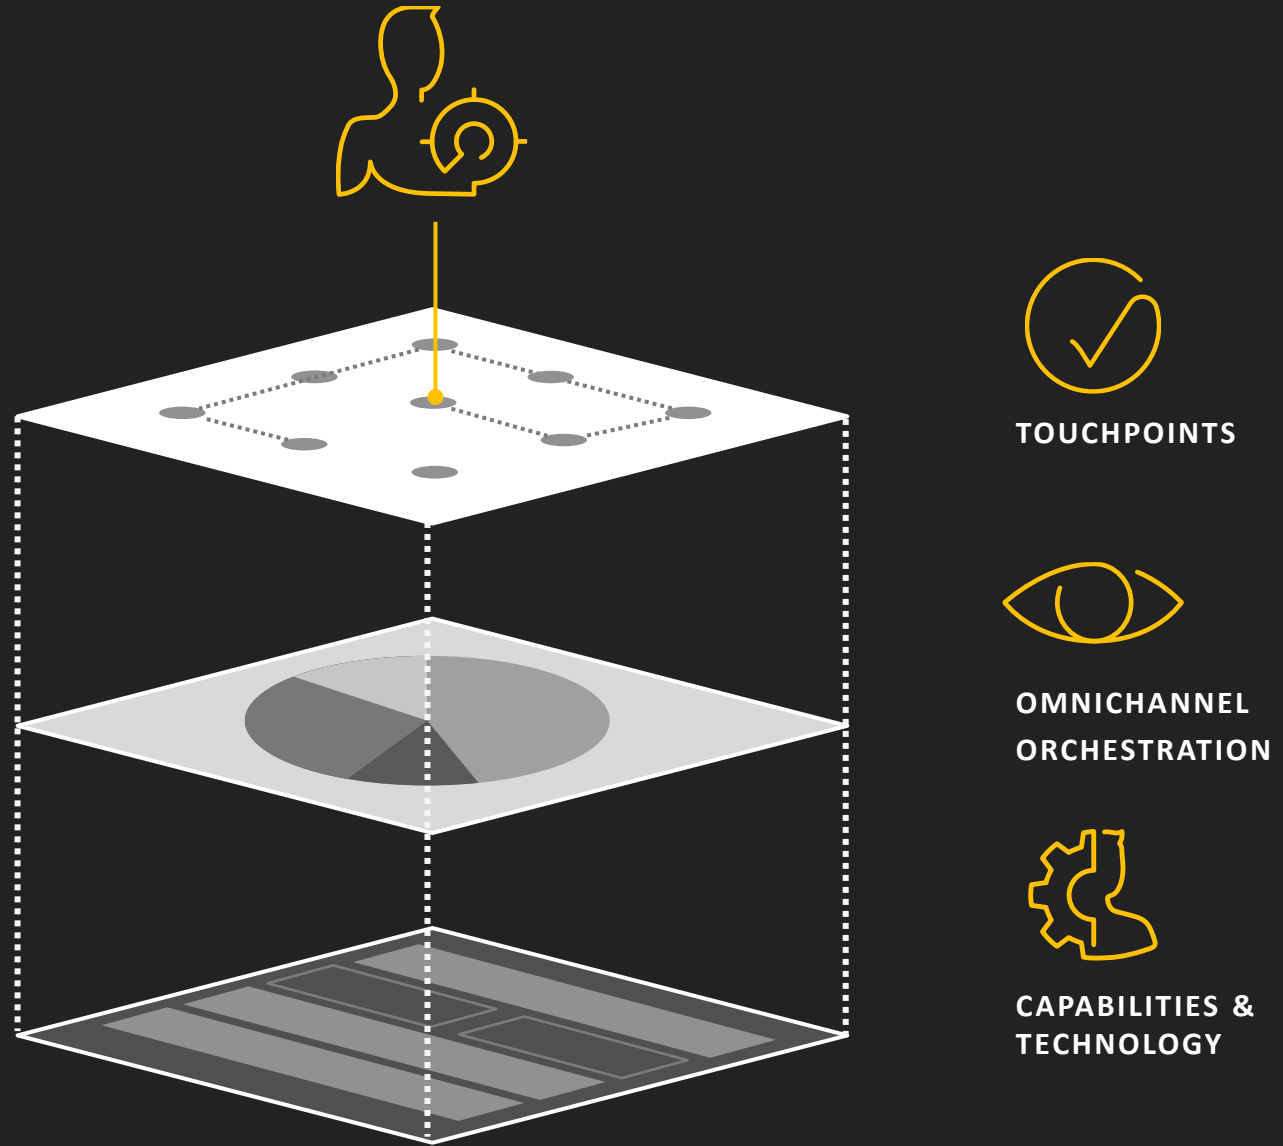 TOUCHPOINTS
OMNICHANNEL
ORCHESTRATION
CAPABILITIES &
TECHNOLOGY